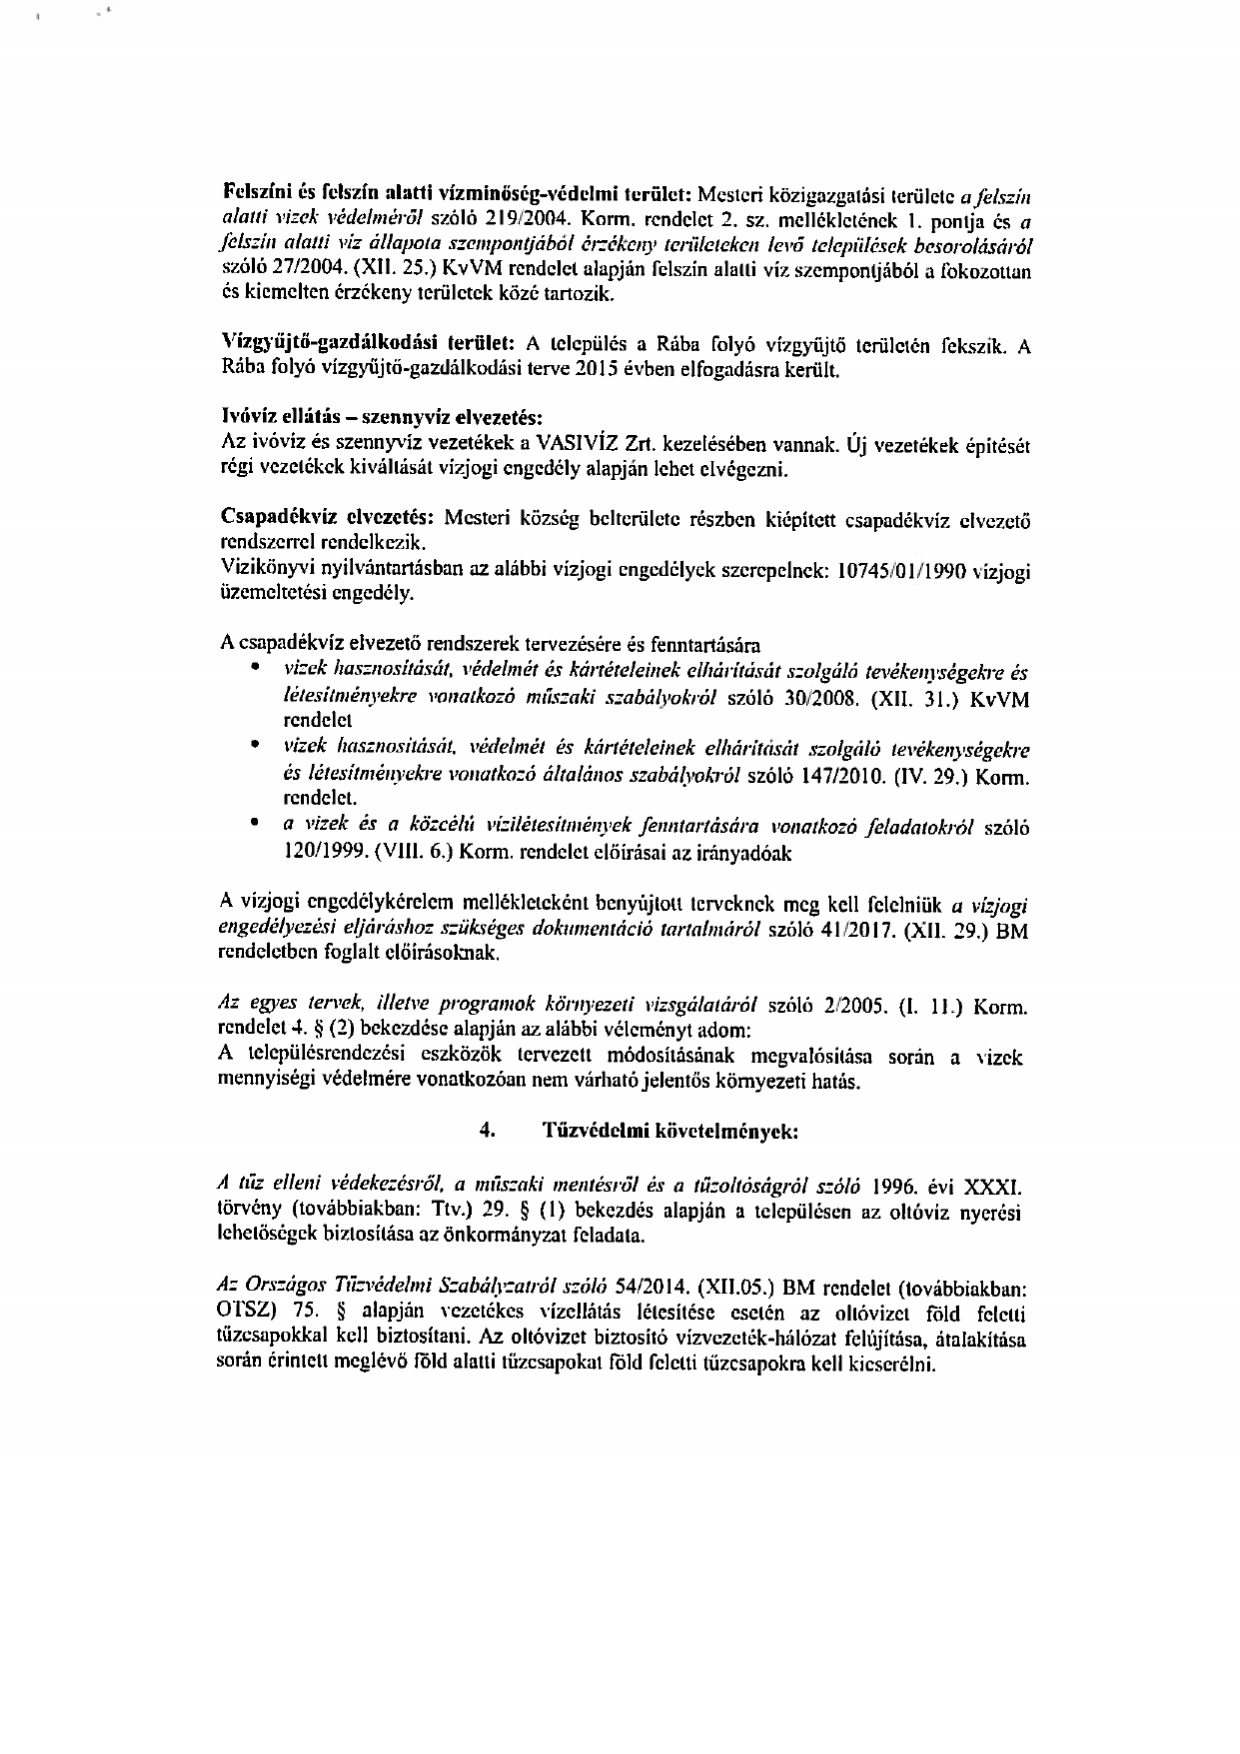 Felszíni és felszín alatti vízminőség-védelmi terület: Mesteri közigazgatási területe a felszín
alatti vizek védelméről szóló 219/2004. Korm. rendelet 2. sz. mellékletének 1. pontja és a
felszín alatti víz állapota szempontjából érzékeny területeken levő települések besorolásáról
szóló 27/2004. (XII. 25.) KvVM rendelet alapján felszín alatti víz szempontjából a fokozottan
és kiemelten érzékeny területek közé tartozik.
Vízgyűjtő-gazdálkodási terület: A település a Rába folyó vízgyűjtő területén fekszik. A
Rába folyó vízgyűjtő-gazdálkodási terve 2015 évben elfogadásra került.
Ivóvíz ellátás – szennyvíz elvezetés:
Az ivóvíz és szennyvíz vezetékek a VASIVÍZ Zrt. kezelésében vannak. Új vezetékek építését
régi vezetékek kiváltását vízjogi engedély alapján lehet elvégezni.
Csapadékvíz elvezetés: Mesteri község belterülete részben kiépített csapadékvíz elvezető
rendszerrel rendelkezik.
Vízikönyvi nyilvántartásban az alábbi vízjogi engedélyek szerepelnek: 10745/01/1990 vízjogi
üzemeltetési engedély.
A csapadékvíz elvezető rendszerek tervezésére és fenntartására
• vizek hasznosítását, védelmét és kártételeinek elhárítását szolgáló tevékenységekre és
létesítményekre vonatkozó műszaki szabályokról szóló 30/2008. (XII. 31.) KvVM
rendelet
• vizek hasznosítását, védelmét és kártételeinek elhárítását szolgáló tevékenységekre
és létesítményekre vonatkozó általános szabályokról szóló 147/2010. (IV. 29.) Korm.
rendelet.
• a vizek és a közcélú vízilétesítmények fenntartására vonatkozó feladatokról szóló
120/1999. (VIII. 6.) Korm. rendelet előírásai az irányadóak
A vízjogi engedélykérelem mellékleteként benyújtott terveknek meg kell felelniük a vízjogi
engedélyezési eljáráshoz szükséges dokumentáció tartalmáról szóló 41/2017. (XII. 29.) BM
rendeletben foglalt előírásoknak.
Az egyes tervek, illetve programok környezeti vizsgálatáról szóló 2/2005. (I. 11.) Korm.
rendelet 4. § (2) bekezdése alapján az alábbi véleményt adom:
A településrendezési eszközök tervezett módosításának megvalósítása során a vizek
mennyiségi védelmére vonatkozóan nem várható jelentős környezeti hatás.
4. Tűzvédelmi követelmények:
A tűz elleni védekezésről, a műszaki mentésről és a tűzoltóságról szóló 1996. évi XXXI.
törvény (továbbiakban: Ttv.) 29. § (1) bekezdés alapján a településen az oltóvíz nyerési
lehetőségek biztosítása az önkormányzat feladata.
Az Országos Tűzvédelmi Szabályzatról szóló 54/2014. (XII.05.) BM rendelet (továbbiakban:
OTSZ) 75. § alapján vezetékes vízellátás létesítése esetén az oltóvizet föld feletti
tűzcsapokkal kell biztosítani. Az oltóvizet biztosító vízvezeték-hálózat felújítása, átalakítása
során érintett meglévő föld alatti tűzcsapokat föld feletti tűzcsapokra kell kicserélni.